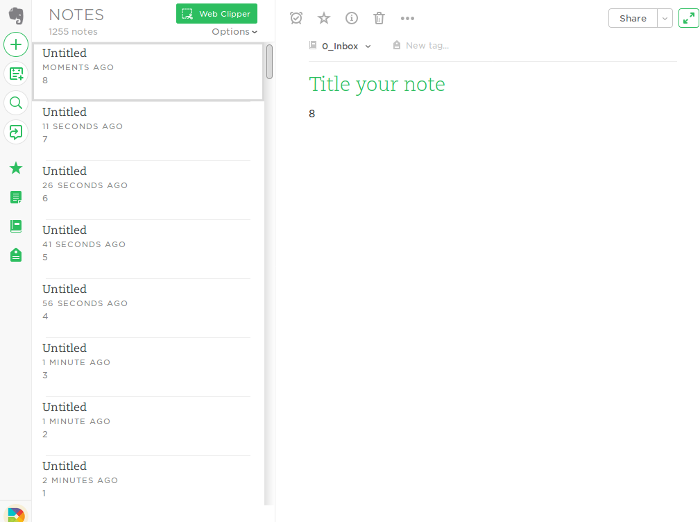 NOTES
Web Clipper
1255 notes
Options
Untitled
MOMENTS AGO
8
Untitled
11 SECONDS AGO
7
Untitled
26 SECONDS AGO
6
Untitled
41 SECONDS AGO
5
Untitled
56 SECONDS AGO
4
Untitled
1 MINUTE AGO
3
Untitled
1 MINUTE AGO
2
Untitled
2 MINUTES AGO
1
Share
0_Inbox
New tag...
Title your note
8